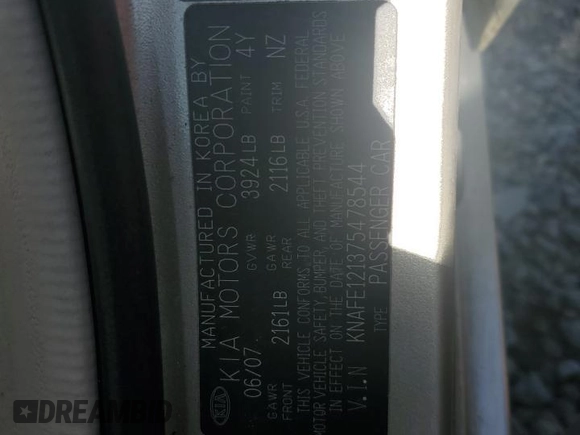 KIA
MANUFACTURED IN KOREA BY
KIA MOTORS CORPORATION
06/07 GVWR 3924LB PAINT 4Y
GAWR FRONT 2161LB GAWR REAR 2116LB TRIM NZ
THIS VEHICLE CONFORMS TO ALL APPLICABLE U.S.A. FEDERAL
MOTOR VEHICLE SAFETY, BUMPER, AND THEFT PREVENTION STANDARDS
IN EFFECT ON THE DATE OF MANUFACTURE SHOWN ABOVE
V.I.N KNAFE121375478544
TYPE PASSENGER CAR
DREAMBID